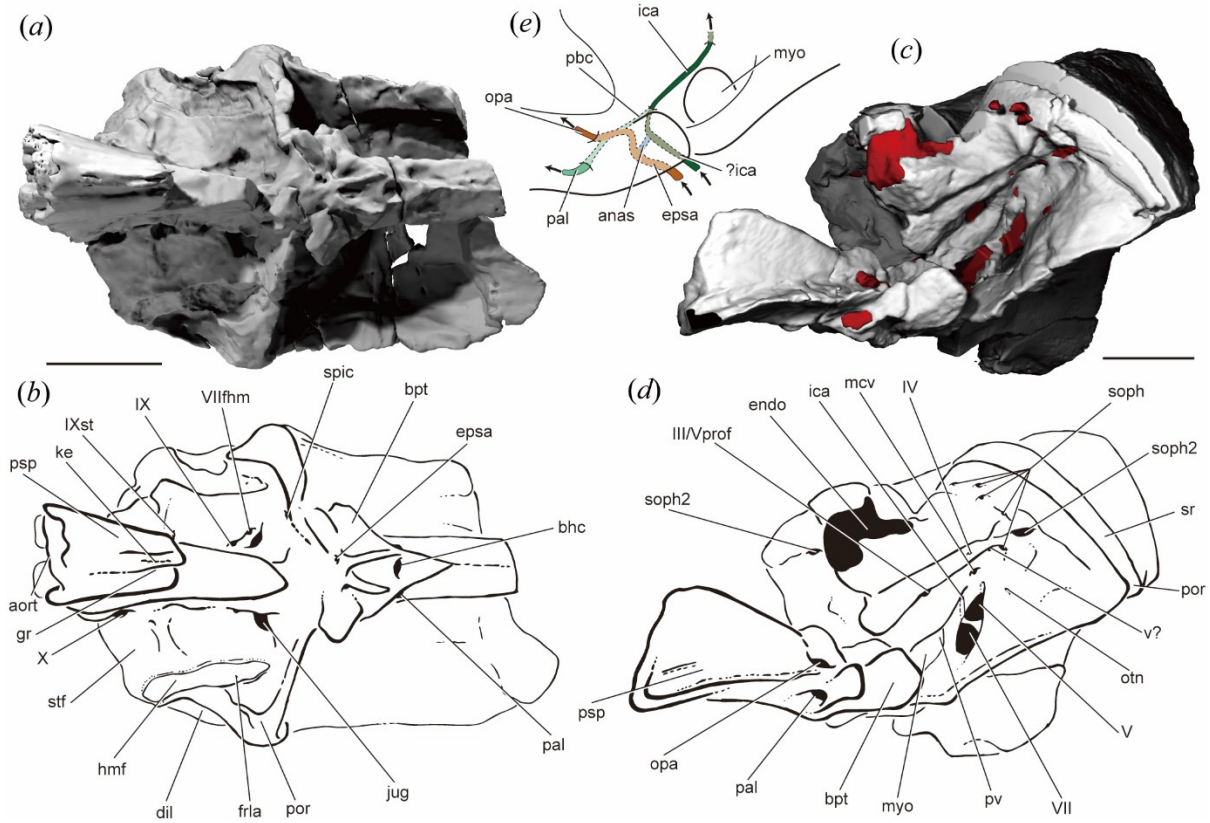 (a)
(e)
ica
pbc
myo
(c)
opa
?ica
pal
anas
epsa
(b)
spic
VIIfhm
bpt
IX
IXst
epsa
ke
psp
bhc
aort
gr
X
stf
hmf
dil
frla
por
jug
pal
(d)
mcv
IV
soph
ica
endo
soph2
III/Vprof
soph2
sr
por
v?
otn
psp
opa
V
pal
bpt
myo
pv
VII